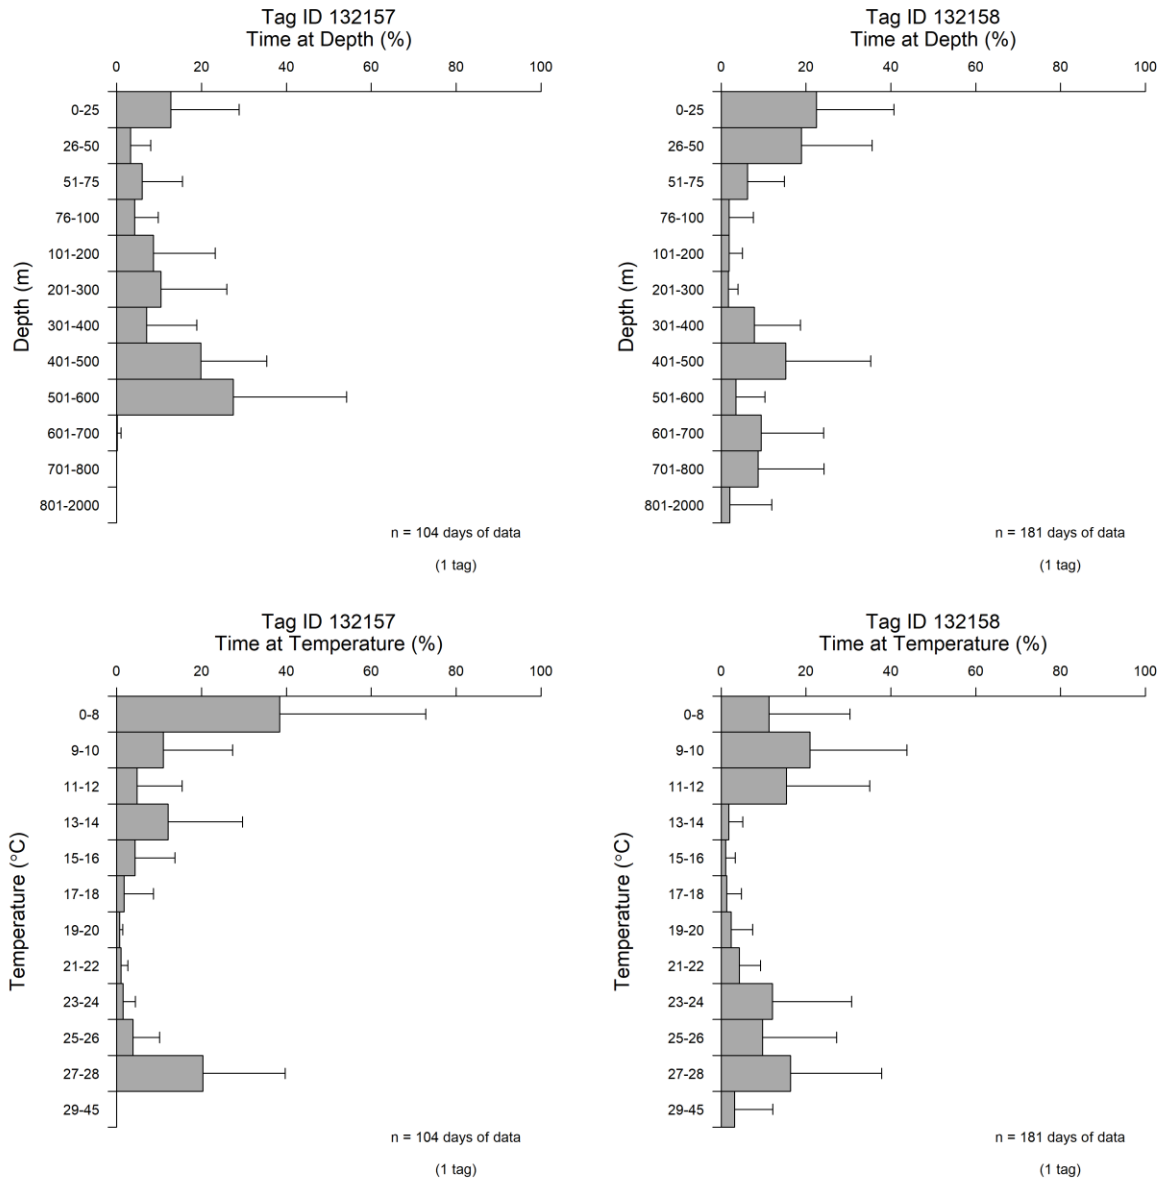 Tag ID 132157
Time at Depth (%)
0 20 40 60 80 100
Depth (m)
0-25
26-50
51-75
76-100
101-200
201-300
301-400
401-500
501-600
601-700
701-800
801-2000
n = 104 days of data
(1 tag)
Tag ID 132158
Time at Depth (%)
0 20 40 60 80 100
Depth (m)
0-25
26-50
51-75
76-100
101-200
201-300
301-400
401-500
501-600
601-700
701-800
801-2000
n = 181 days of data
(1 tag)
Tag ID 132157
Time at Temperature (%)
0 20 40 60 80 100
Temperature (°C)
0-8
9-10
11-12
13-14
15-16
17-18
19-20
21-22
23-24
25-26
27-28
29-45
n = 104 days of data
(1 tag)
Tag ID 132158
Time at Temperature (%)
0 20 40 60 80 100
Temperature (°C)
0-8
9-10
11-12
13-14
15-16
17-18
19-20
21-22
23-24
25-26
27-28
29-45
n = 181 days of data
(1 tag)